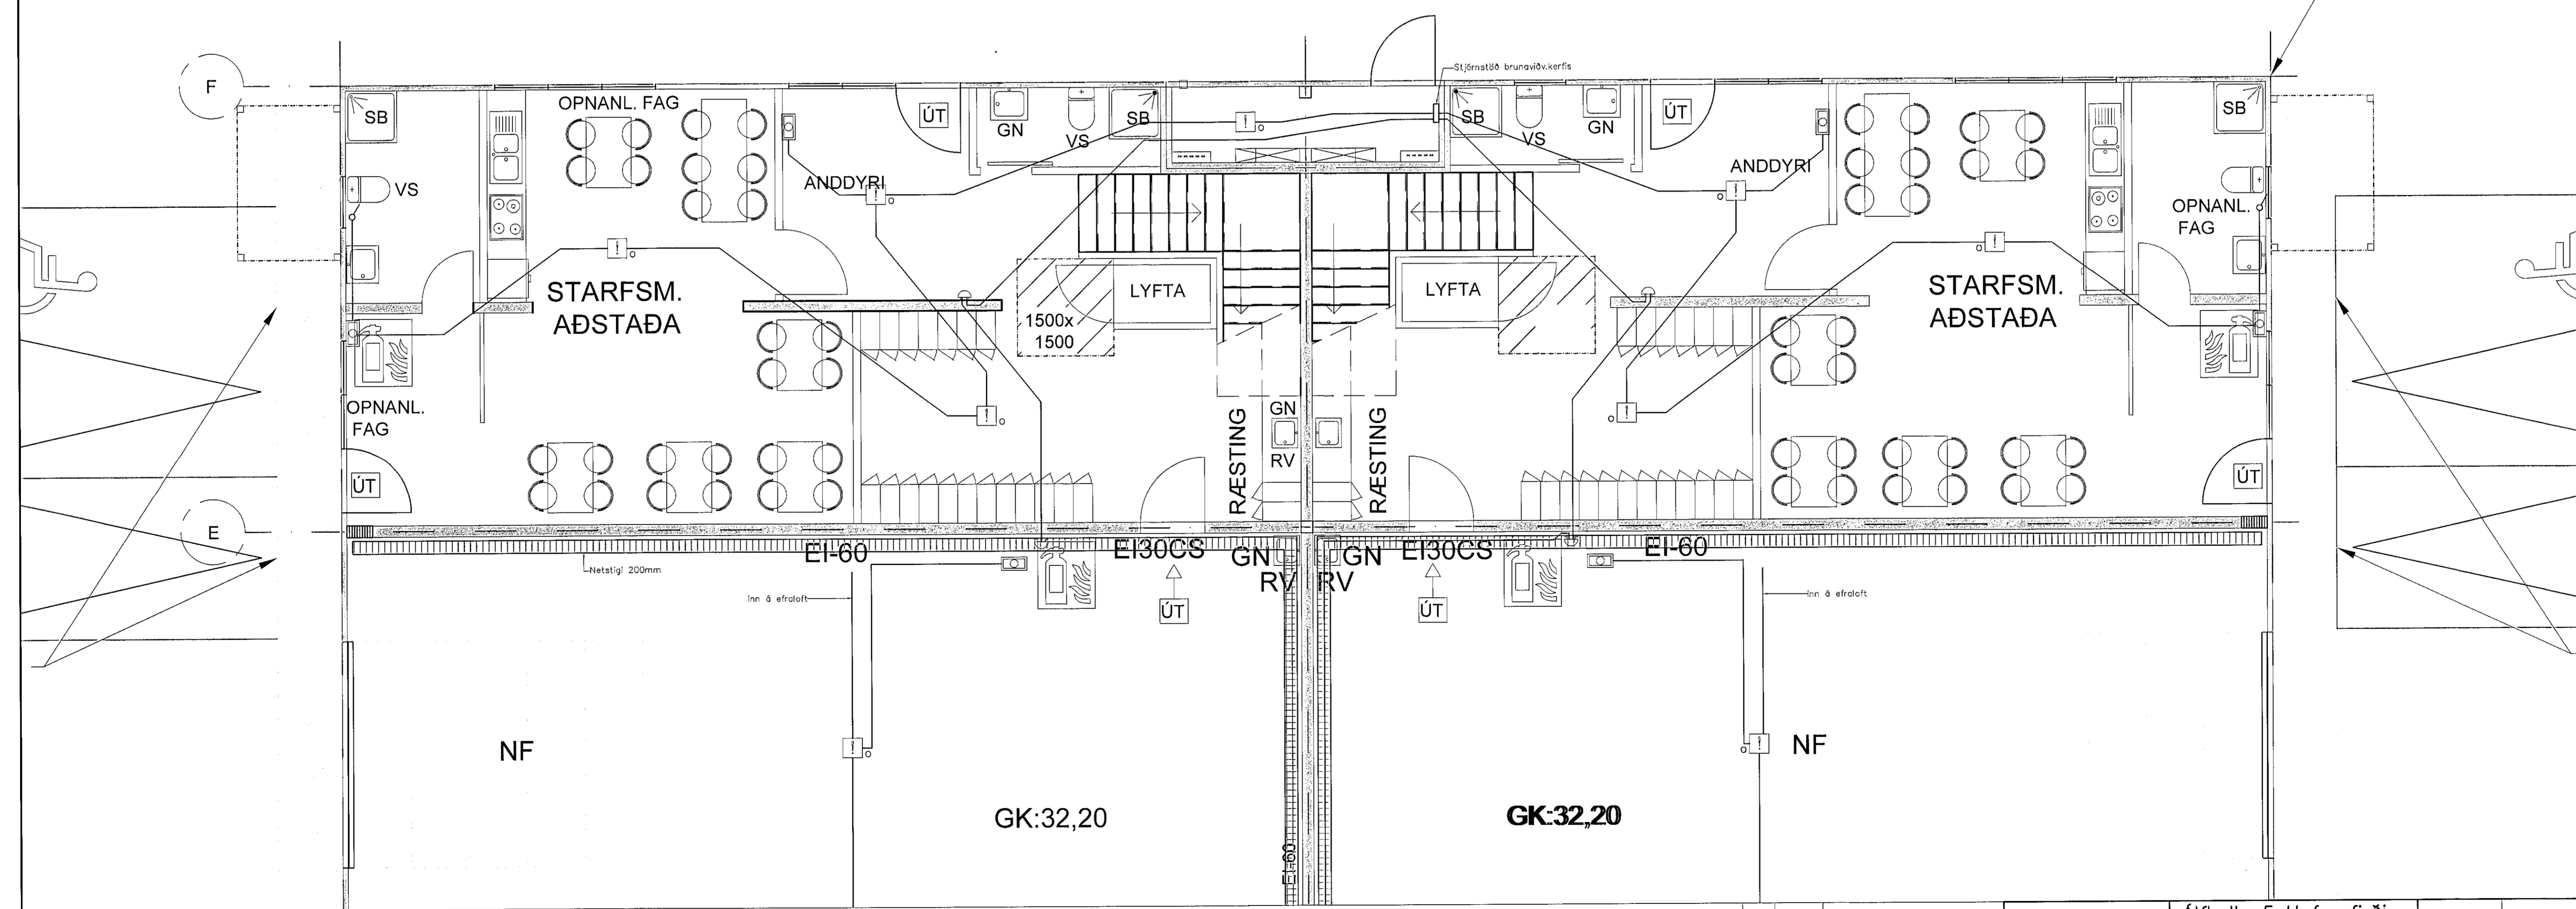 Stjórnstöð brunaviðv.kerfis
F
SB
OPNANL. FAG
ÚT
GN
VS
SB
SB
VS
GN
ÚT
SB
VS
ANDDYRI
ANDDYRI
OPNANL.
FAG
STARFSM.
AÐSTAÐA
LYFTA
LYFTA
STARFSM.
AÐSTAÐA
1500x
1500
OPNANL.
FAG
RÆSTING
GN
RV
RÆSTING
ÚT
ÚT
E
EI-60
EI30CS
GN
RV
GN
RV
EI30CS
EI-60
Netstigi 200mm
Inn á efraloft
ÚT
ÚT
Inn á efraloft
NF
NF
GK:32,20
GK:32,20
EI-60